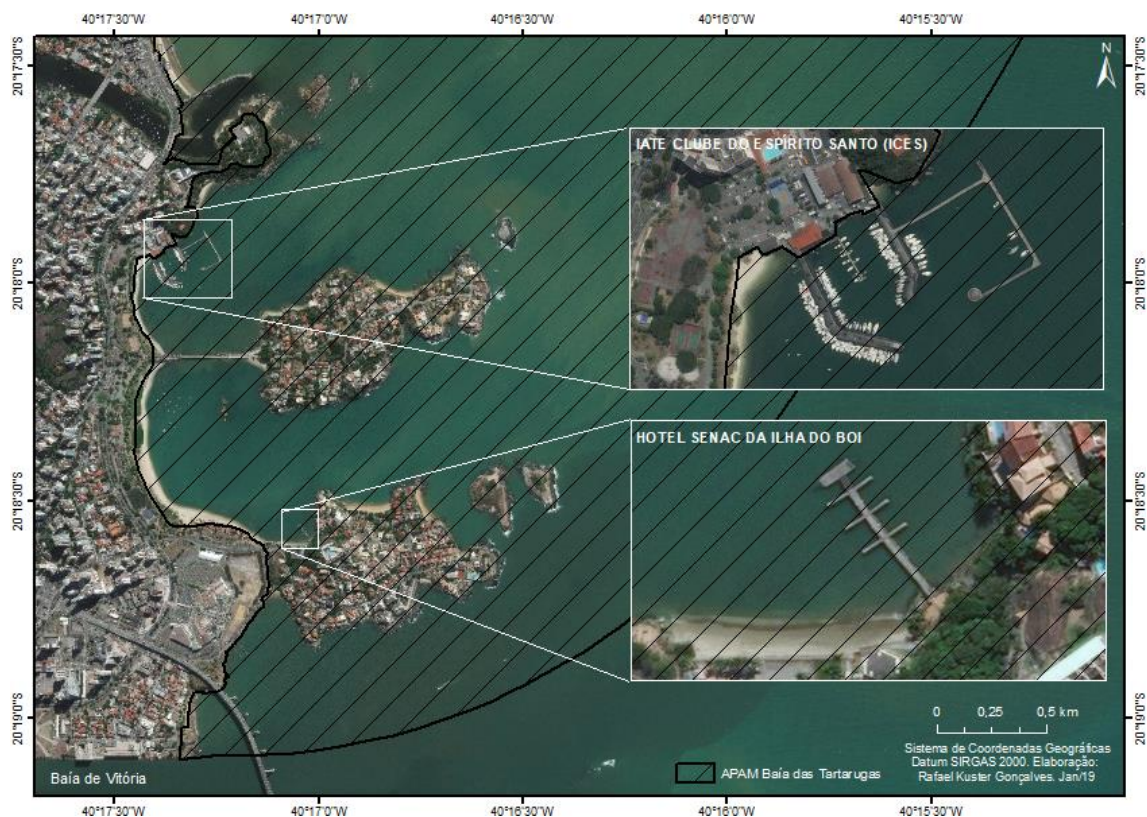 40°17'30"W 40°17'0"W 40°16'30"W 40°16'0"W 40°15'30"W
20°17'30"S 20°17'30"S
N
IATE CLUBE DO ESPÍRITO SANTO (ICES)
20°18'0"S 20°18'0"S
HOTEL SENAC DA ILHA DO BOI
20°18'30"S 20°18'30"S
0 0,25 0,5 km
20°19'0"S 20°19'0"S
Sistema de Coordenadas Geográficas
Datum SIRGAS 2000. Elaboração:
Rafael Kuster Gonçalves. Jan/19
Baía de Vitória
APAM Baía das Tartarugas
40°17'30"W 40°17'0"W 40°16'30"W 40°16'0"W 40°15'30"W